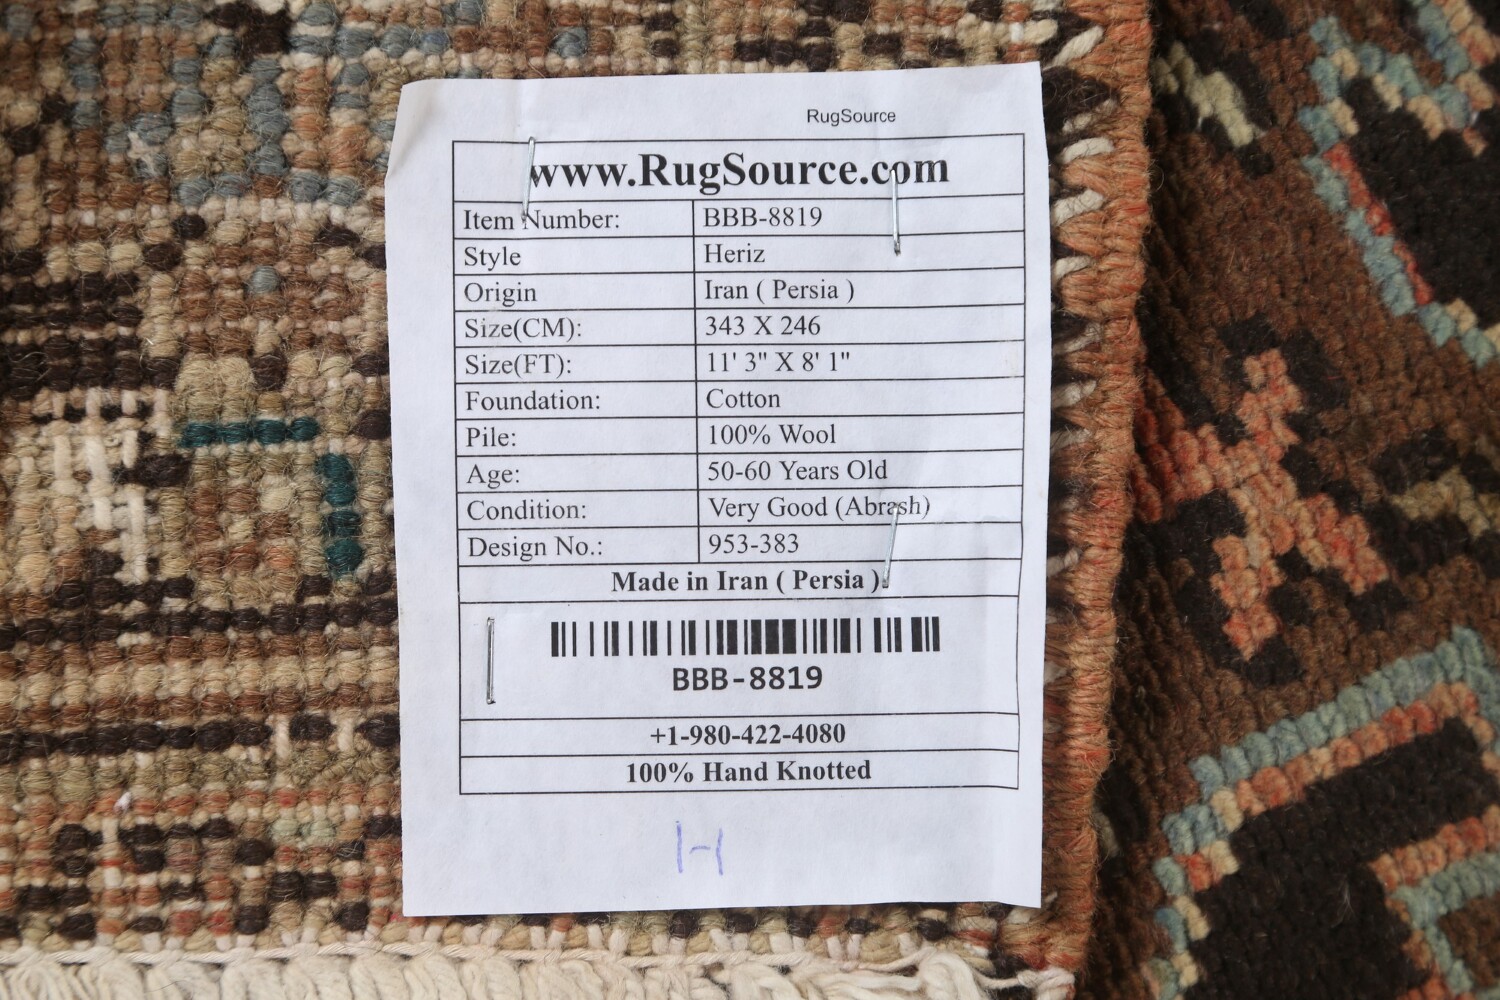 RugSource
www.RugSource.com
Item Number: BBB-8819
Style Heriz
Origin Iran ( Persia )
Size(CM): 343 X 246
Size(FT): 11' 3" X 8' 1"
Foundation: Cotton
Pile: 100% Wool
Age: 50-60 Years Old
Condition: Very Good (Abrash)
Design No.: 953-383
Made in Iran ( Persia )
BBB-8819
+1-980-422-4080
100% Hand Knotted
H